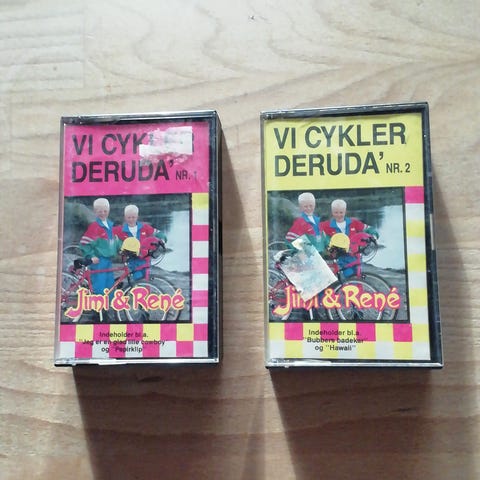 VI CYKLER
DERUDA' NR. 1
Jimi & René
Indeholder bl.a.
"Jeg er en glad lille cowboy"
og "Papirklip"
VI CYKLER
DERUDA' NR. 2
Jimi & René
Indeholder bl.a.
"Bubbers badekar"
og "Hawaii"